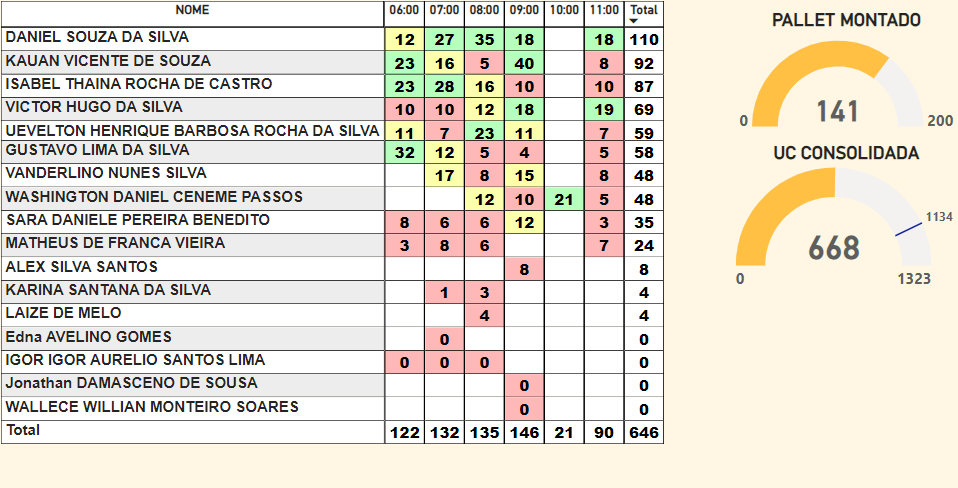 NOME 06:00 07:00 08:00 09:00 10:00 11:00 Total
DANIEL SOUZA DA SILVA 12 27 35 18 18 110
KAUAN VICENTE DE SOUZA 23 16 5 40 8 92
ISABEL THAINA ROCHA DE CASTRO 23 28 16 10 10 87
VICTOR HUGO DA SILVA 10 10 12 18 19 69
UEVELTON HENRIQUE BARBOSA ROCHA DA SILVA 11 7 23 11 7 59
GUSTAVO LIMA DA SILVA 32 12 5 4 5 58
VANDERLINO NUNES SILVA 17 8 15 8 48
WASHINGTON DANIEL CENEME PASSOS 12 10 21 5 48
SARA DANIELE PEREIRA BENEDITO 8 6 6 12 3 35
MATHEUS DE FRANCA VIEIRA 3 8 6 7 24
ALEX SILVA SANTOS 8 8
KARINA SANTANA DA SILVA 1 3 4
LAIZE DE MELO 4 4
Edna AVELINO GOMES 0 0
IGOR IGOR AURELIO SANTOS LIMA 0 0 0 0
Jonathan DAMASCENO DE SOUSA 0 0
WALLECE WILLIAN MONTEIRO SOARES 0 0
Total 122 132 135 146 21 90 646
PALLET MONTADO
141
0 200
UC CONSOLIDADA
1134
668
0 1323